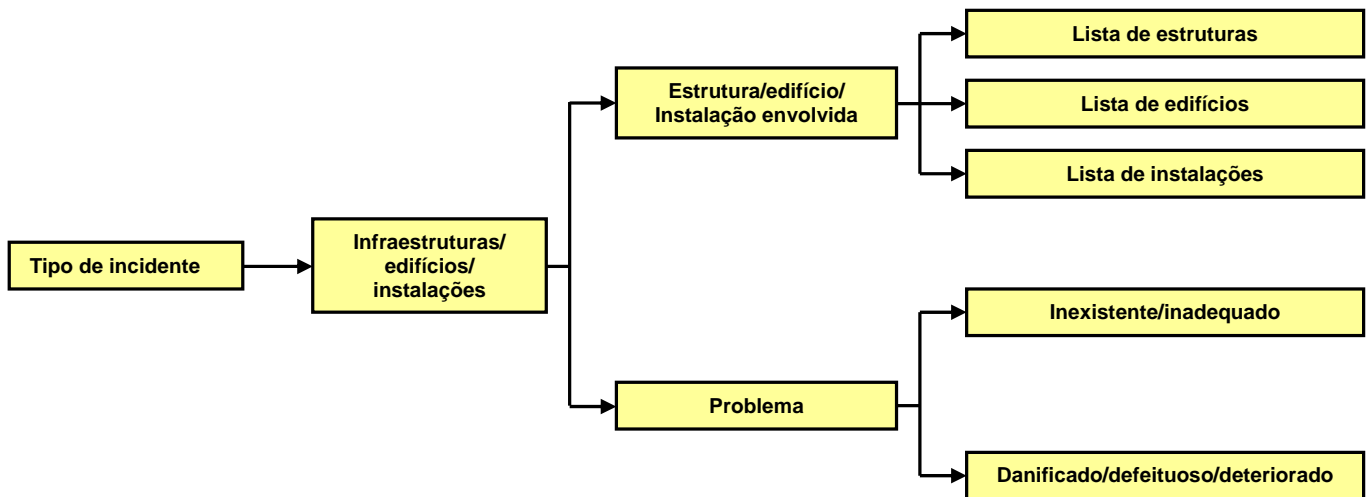 Tipo de incidente
Infraestruturas/
edifícios/
instalações
Estrutura/edifício/
Instalação envolvida
Lista de estruturas
Lista de edifícios
Lista de instalações
Problema
Inexistente/inadequado
Danificado/defeituoso/deteriorado